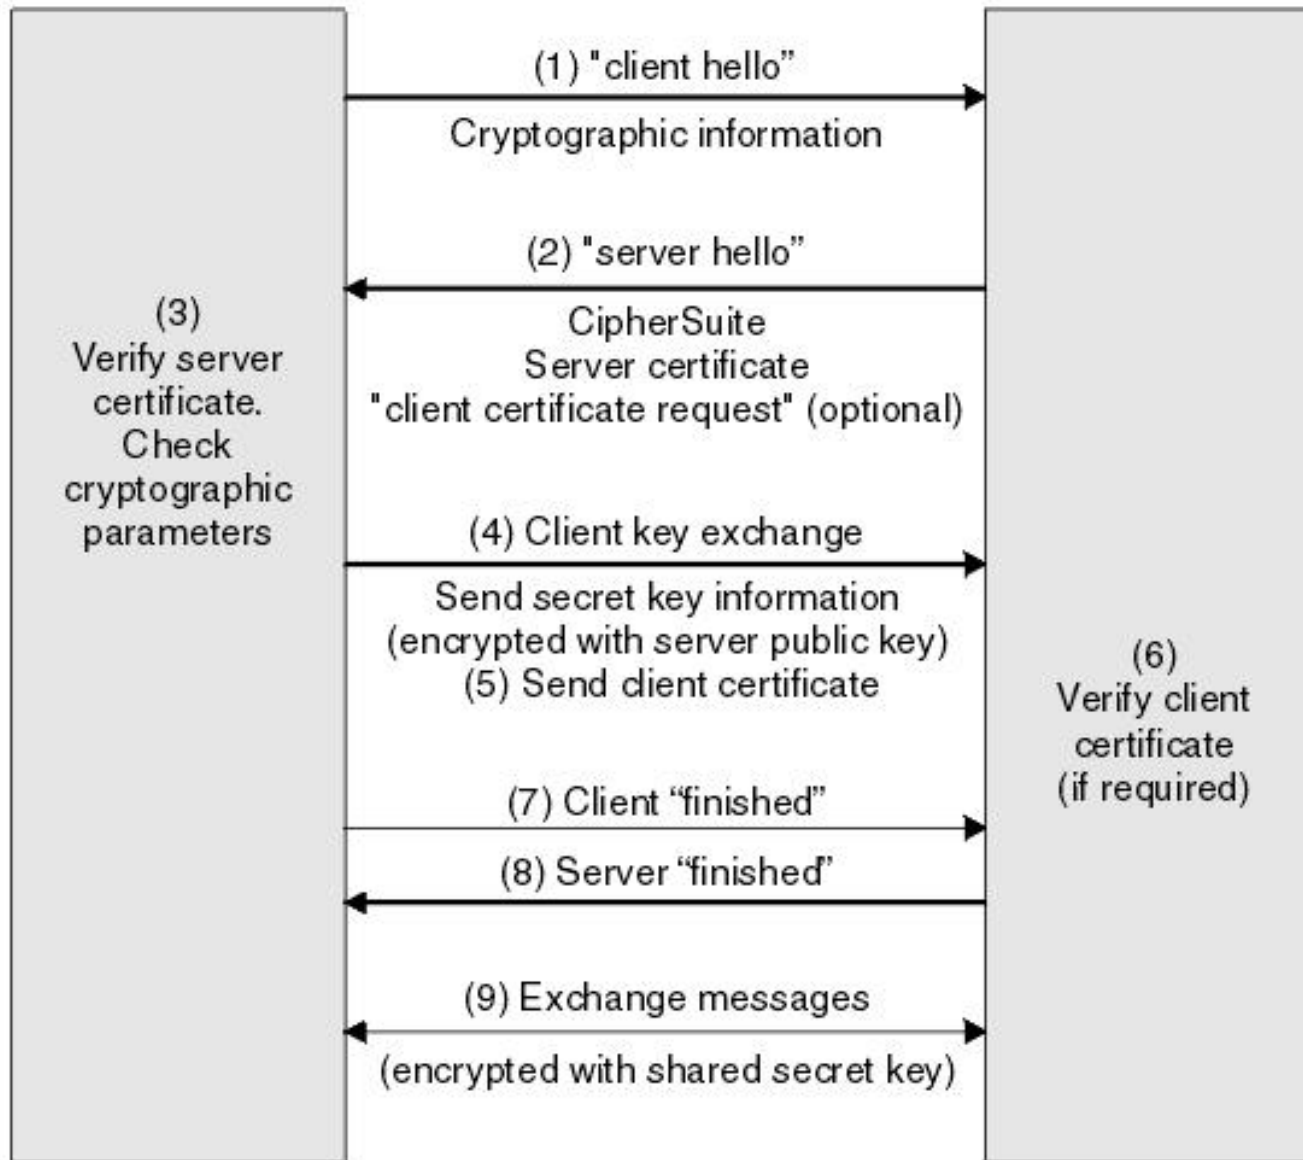 (1) "client hello”
Cryptographic information
(2) "server hello”
CipherSuite
Server certificate
"client certificate request" (optional)
(3)
Verify server
certificate.
Check
cryptographic
parameters
(4) Client key exchange
Send secret key information
(encrypted with server public key)
(5) Send client certificate
(6)
Verify client
certificate
(if required)
(7) Client “finished”
(8) Server “finished”
(9) Exchange messages
(encrypted with shared secret key)